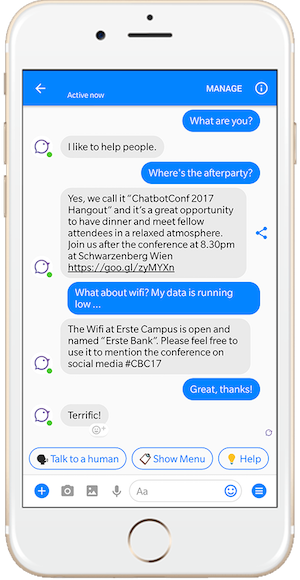 MANAGE
Active now
What are you?
I like to help people.
Where's the afterparty?
Yes, we call it "ChatbotConf 2017
Hangout" and it's a great opportunity
to have dinner and meet fellow
attendees in a relaxed atmosphere.
Join us after the conference at 8.30pm
at Schwarzenberg Wien
https://goo.gl/zyMYXn
What about wifi? My data is running
low ...
The Wifi at Erste Campus is open and
named "Erste Bank". Please feel free to
use it to mention the conference on
social media #CBC17
Great, thanks!
Terrific!
Talk to a human
Show Menu
Help
Aa